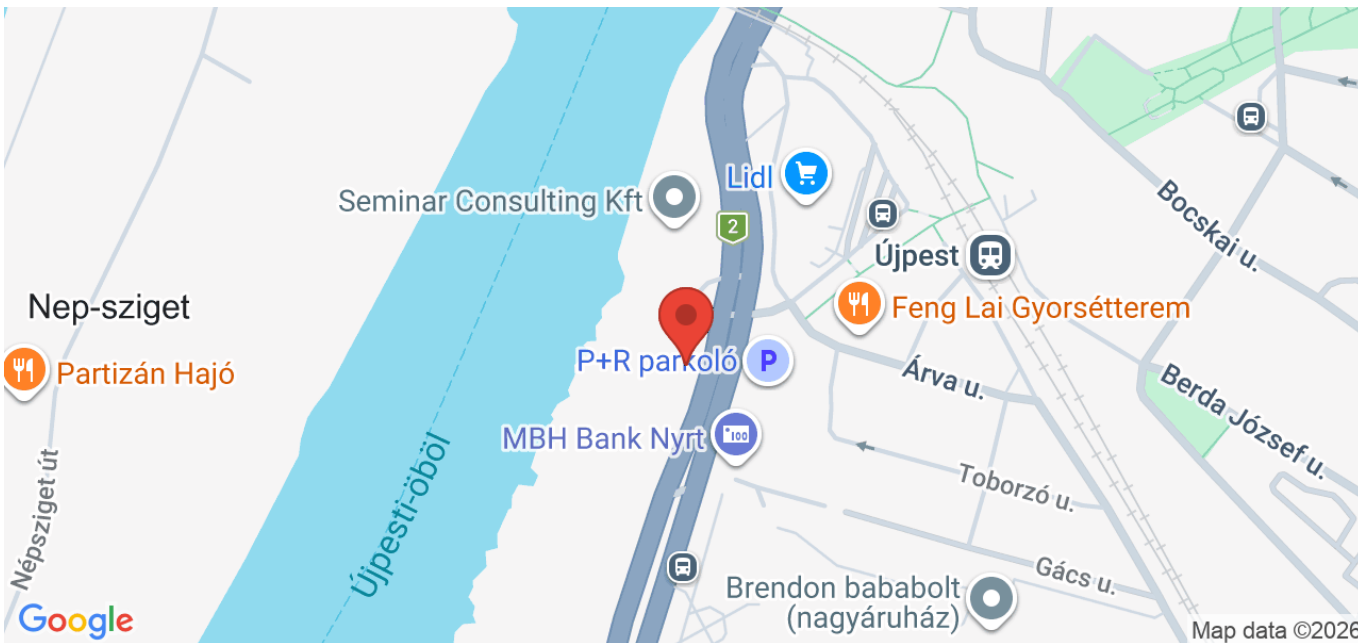 Lidl
Seminar Consulting Kft
2
Bocskai u.
Újpest
Nep-sziget
Feng Lai Gyorsétterem
P+R parkoló
P
Partizán Hajó
Árva u.
Berda József u.
MBH Bank Nyrt
100
Toborzó u.
Népsziget út
Újpesti-öböl
Gács u.
Brendon bababolt
(nagyáruház)
Google
Map data ©2026